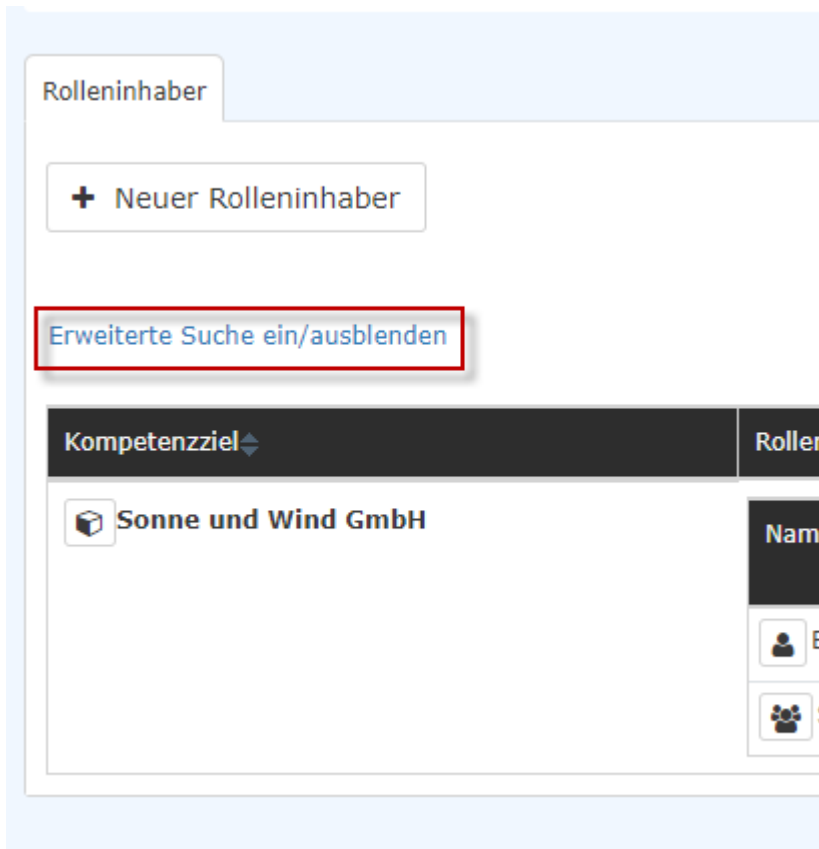 Rolleninhaber
+ Neuer Rolleninhaber
Erweiterte Suche ein/ausblenden
Kompetenzziel
Sonne und Wind GmbH